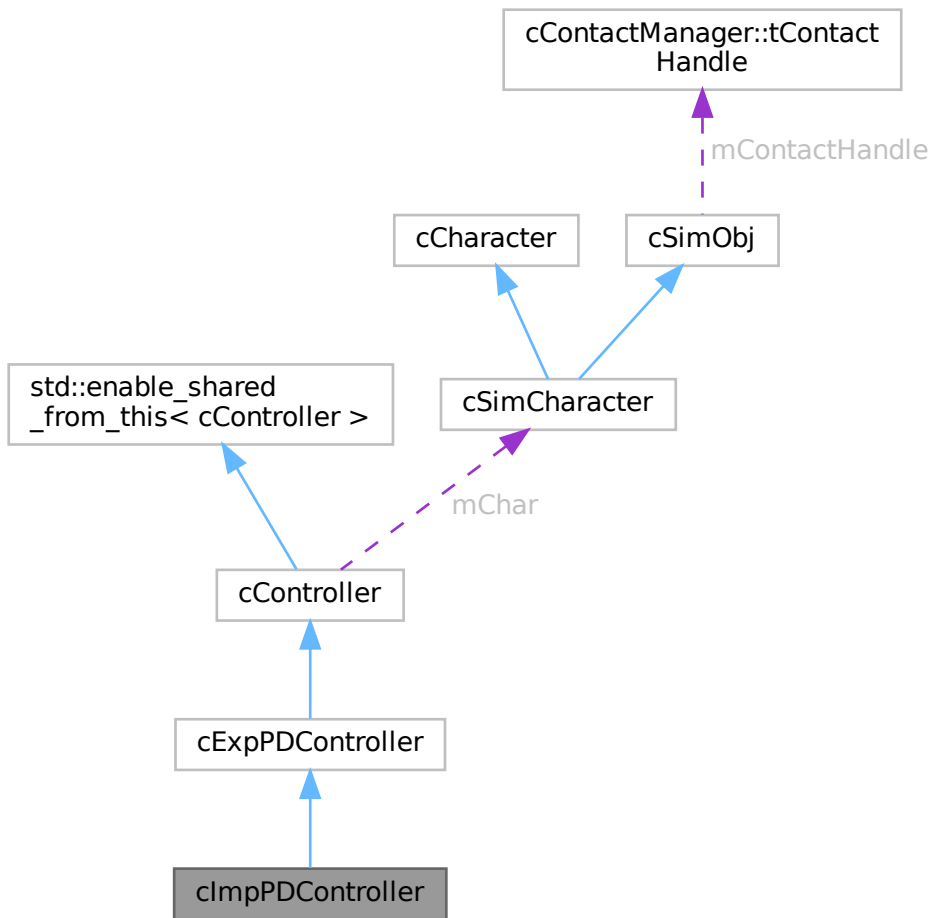 cContactManager::tContact
Handle
mContactHandle
cCharacter
cSimObj
std::enable_shared
_from_this< cController >
cSimCharacter
mChar
cController
cExpPDController
cImpPDController